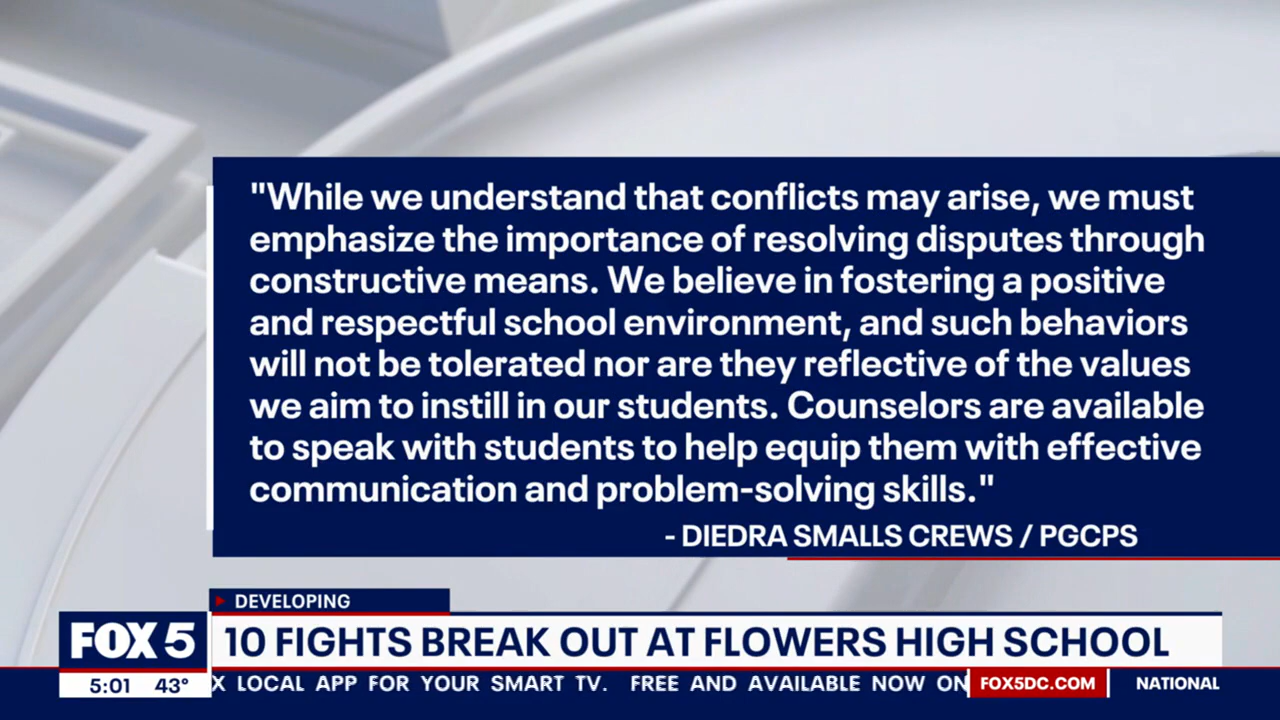 "While we understand that conflicts may arise, we must
emphasize the importance of resolving disputes through
constructive means. We believe in fostering a positive
and respectful school environment, and such behaviors
will not be tolerated nor are they reflective of the values
we aim to instill in our students. Counselors are available
to speak with students to help equip them with effective
communication and problem-solving skills."
- DIEDRA SMALLS CREWS / PGCPS
DEVELOPING
FOX 5
10 FIGHTS BREAK OUT AT FLOWERS HIGH SCHOOL
5:01 43° X LOCAL APP FOR YOUR SMART TV. FREE AND AVAILABLE NOW ON FOX5DC.COM NATIONAL